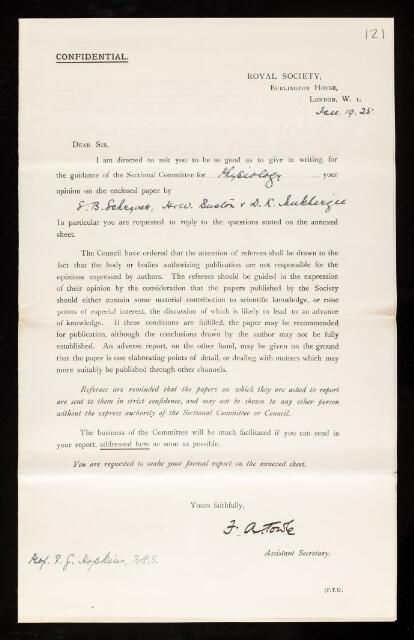 121
CONFIDENTIAL.
ROYAL SOCIETY,
BURLINGTON HOUSE,
LONDON, W. 1.
Jan 19. 25
DEAR SIR,
I am directed to ask you to be so good as to give in writing, for
the guidance of the Sectional Committee for Physiology your
opinion on the enclosed paper by
S. B. Schryver, H. W. Buston & D. K. Mukherjee
In particular you are requested to reply to the questions stated on the annexed
sheet.
The Council have ordered that the attention of referees shall be drawn to the
fact that the body or bodies authorizing publication are not responsible for the
opinions expressed by authors. The referees should be guided in the expression
of their opinion by the consideration that the papers published by the Society
should either contain some material contribution to scientific knowledge, or raise
points of especial interest, the discussion of which is likely to lead to an advance
of knowledge. If these conditions are fulfilled, the paper may be recommended
for publication, although the conclusions drawn by the author may not be fully
established. An adverse report, on the other hand, may be given on the ground
that the paper is one elaborating points of detail, or dealing with matters which may
more suitably be published through other channels.
Referees are reminded that the papers on which they are asked to report
are sent to them in strict confidence, and may not be shown to any other person
without the express authority of the Sectional Committee or Council.
The business of the Committee will be much facilitated if you can send in
your report, addressed here as soon as possible.
You are requested to make your formal report on the annexed sheet.
Yours faithfully,
F. A. Towle
Assistant Secretary.
Prof. F. G. Hopkins, F.R.S.
[P.T.O.